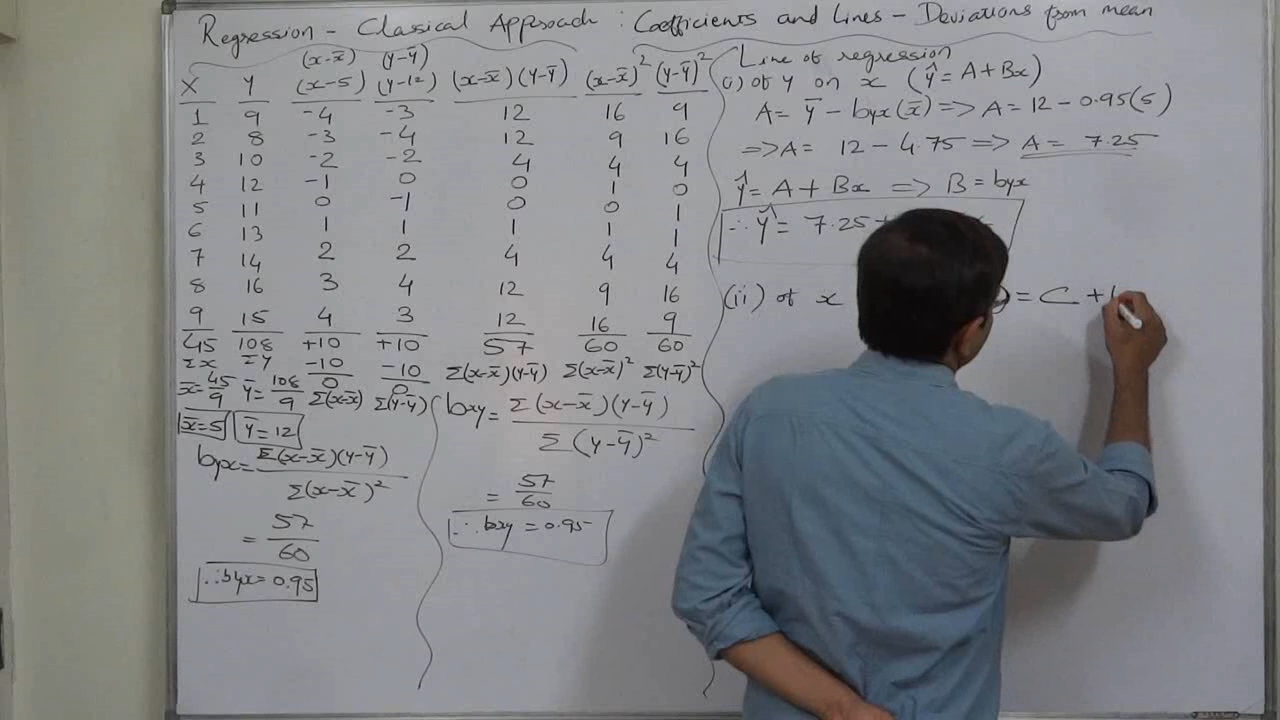 Regression - Classical Approach : Coefficients and Lines - Deviations from mean
(x-x̄) (y-ȳ)
X Y (x-5) (y-12) (x-x̄)(y-ȳ) (x-x̄)² (y-ȳ)²
1 9 -4 -3 12 16 9
2 8 -3 -4 12 9 16
3 10 -2 -2 4 4 4
4 12 -1 0 0 1 0
5 11 0 -1 0 0 1
6 13 1 1 1 1 1
7 14 2 2 4 4 4
8 16 3 4 12 9 16
9 15 4 3 12 16 9
45 108 +10 +10 57 60 60
Σx Σy -10 -10 Σ(x-x̄)(y-ȳ) Σ(x-x̄)² Σ(y-ȳ)²
0 0
x̄=45/9 ȳ=108/9 Σ(x-x̄) Σ(y-ȳ)
x̄=5 ȳ=12
byx= Σ(x-x̄)(y-ȳ)
Σ(x-x̄)²
= 57
60
∴byx=0.95
bxy= Σ(x-x̄)(y-ȳ)
Σ(y-ȳ)²
= 57
60
∴bxy=0.95
Line of regression
(i) of y on x (Ŷ=A+Bx)
A= ȳ - byx(x̄) => A=12-0.95(5)
=>A= 12-4.75 => A= 7.25
Ŷ=A+Bx => B=byx
∴Ŷ= 7.25+
(ii) of x ) = C +